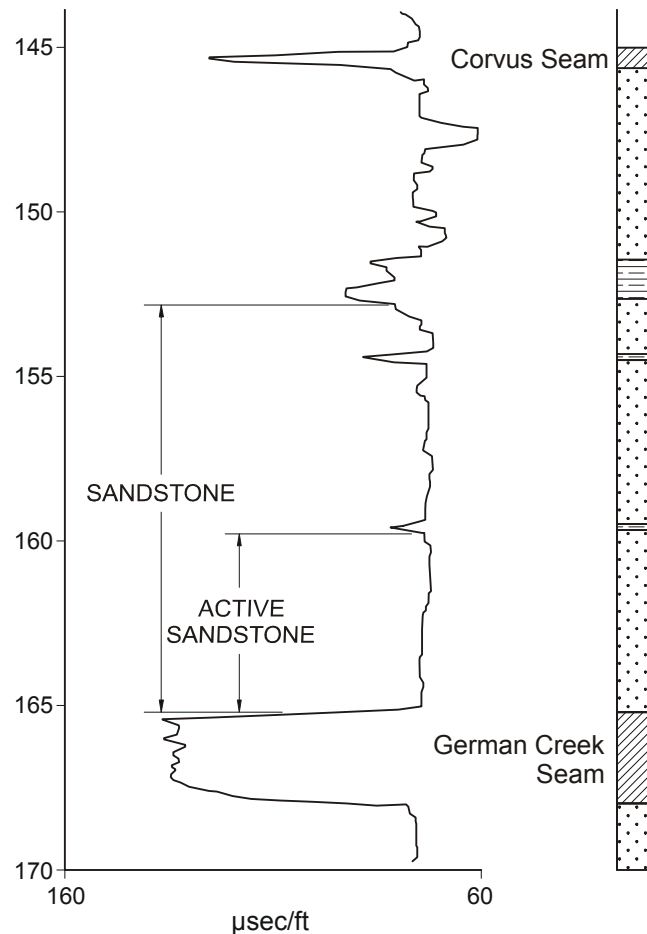 145
Corvus Seam
150
155
SANDSTONE
160
ACTIVE
SANDSTONE
165
German Creek
Seam
170
160
60
µsec/ft